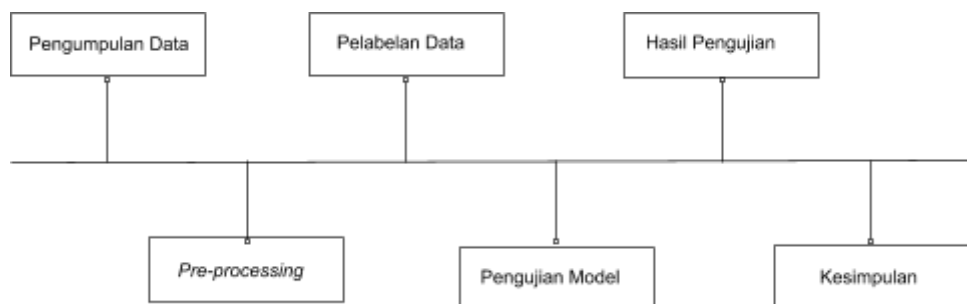 Pengumpulan Data
Pelabelan Data
Hasil Pengujian
Pre-processing
Pengujian Model
Kesimpulan